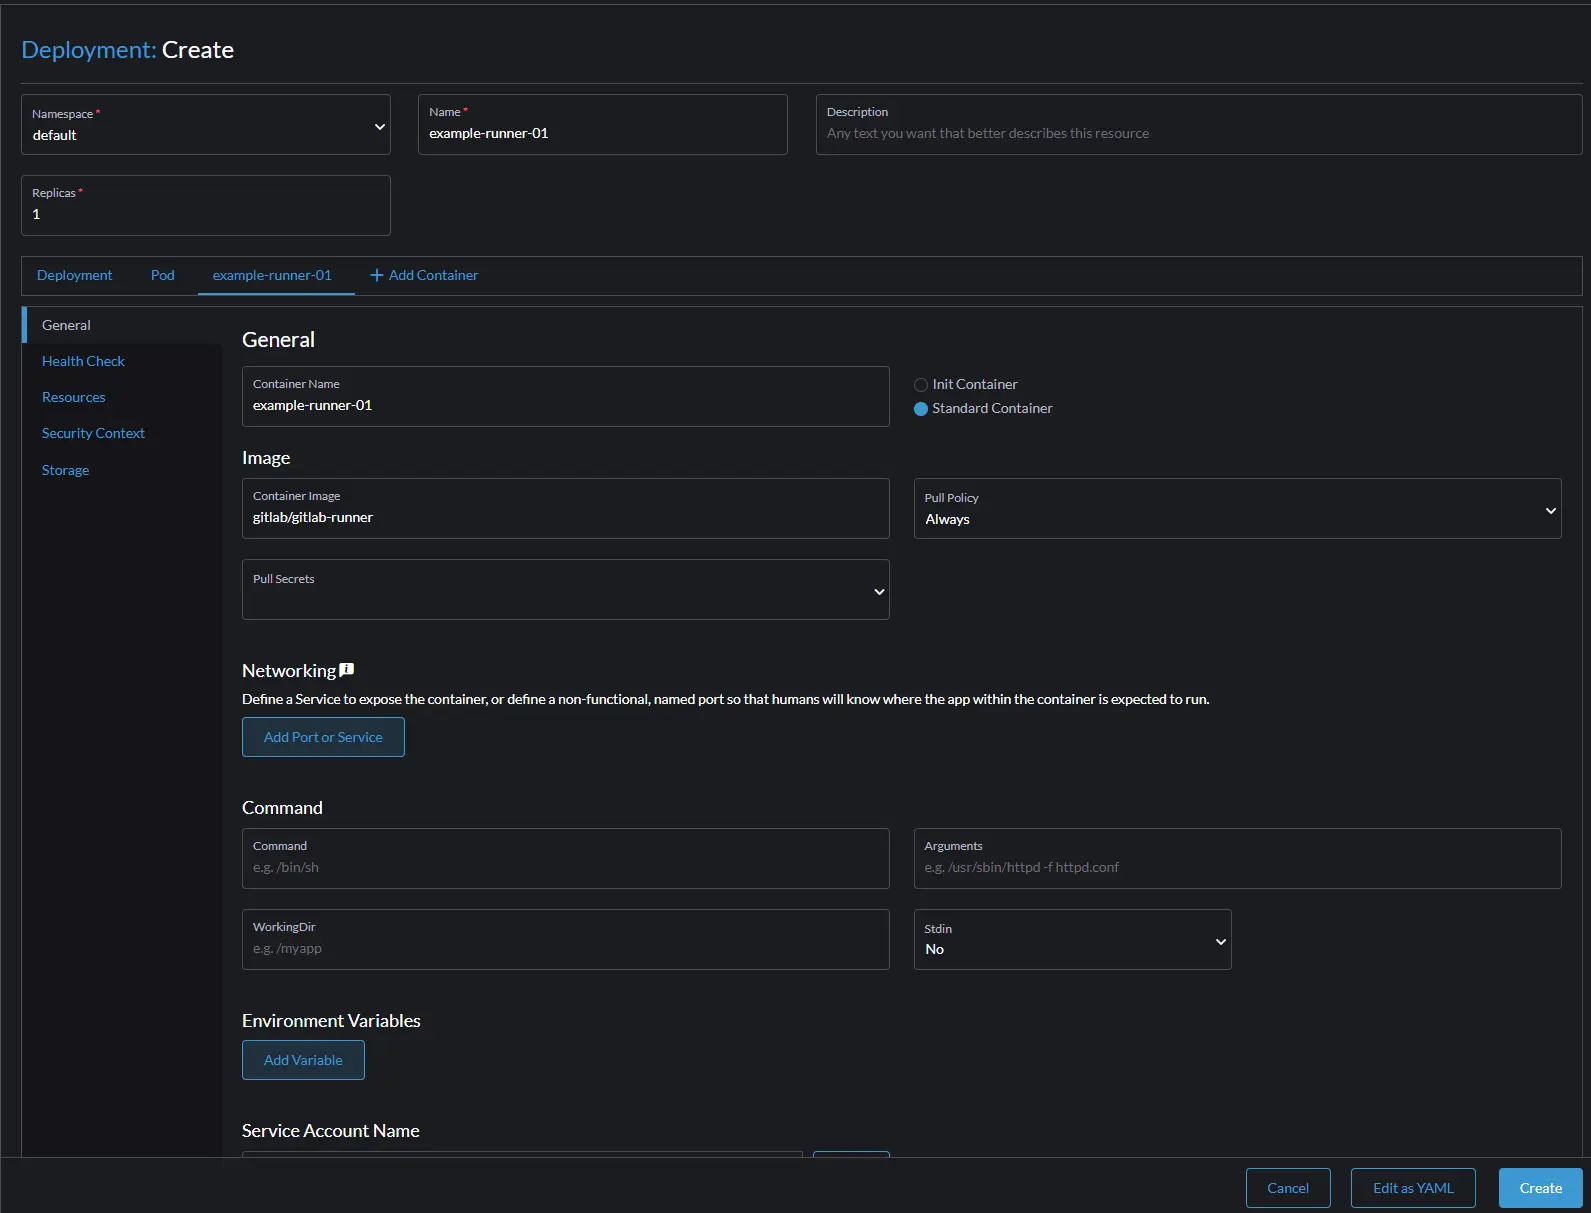 Deployment: Create
Namespace *
default
Name *
example-runner-01
Description
Any text you want that better describes this resource
Replicas *
1
Deployment
Pod
example-runner-01
+ Add Container
General
Health Check
Resources
Security Context
Storage
General
Container Name
example-runner-01
Init Container
Standard Container
Image
Container Image
gitlab/gitlab-runner
Pull Policy
Always
Pull Secrets
Networking
Define a Service to expose the container, or define a non-functional, named port so that humans will know where the app within the container is expected to run.
Add Port or Service
Command
Command
e.g. /bin/sh
Arguments
e.g. /usr/sbin/httpd -f httpd.conf
WorkingDir
e.g. /myapp
Stdin
No
Environment Variables
Add Variable
Service Account Name
Cancel
Edit as YAML
Create